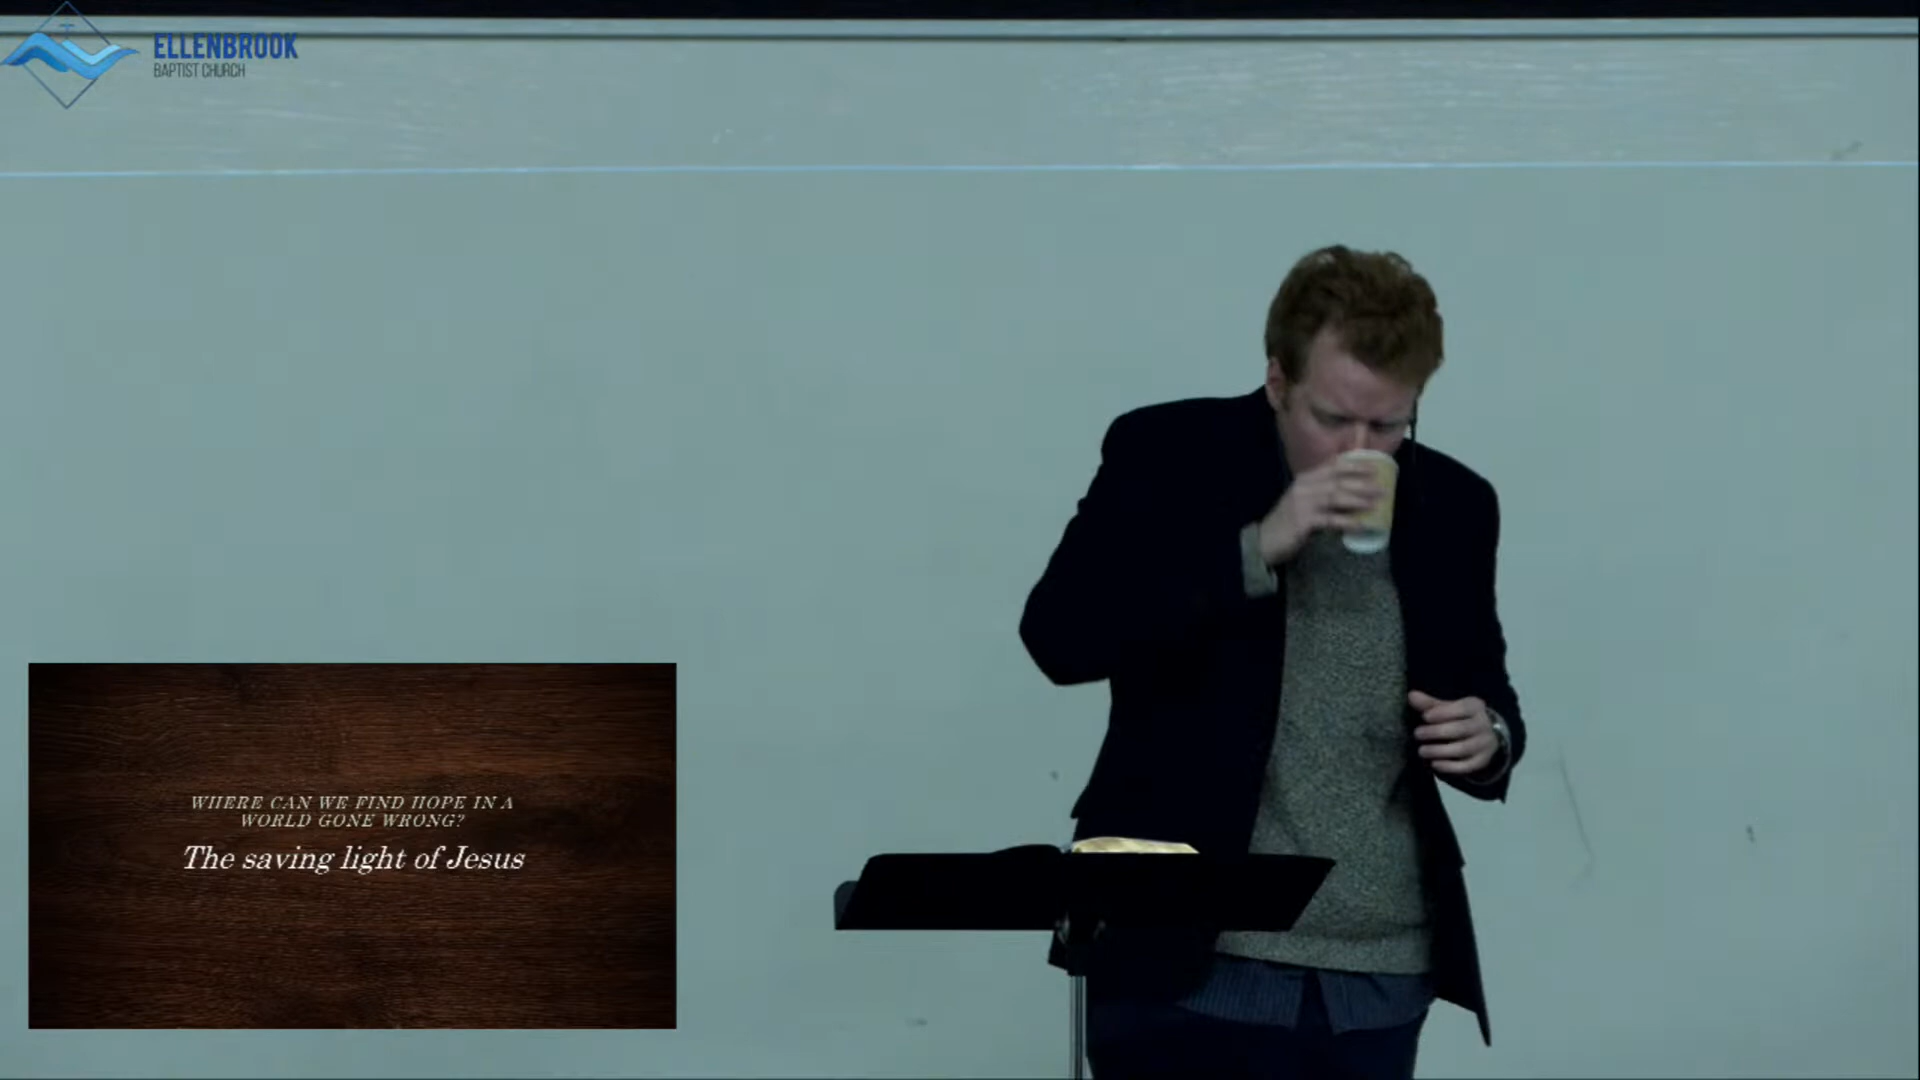 ELLENBROOK
BAPTIST CHURCH
WHERE CAN WE FIND HOPE IN A
WORLD GONE WRONG?
The saving light of Jesus